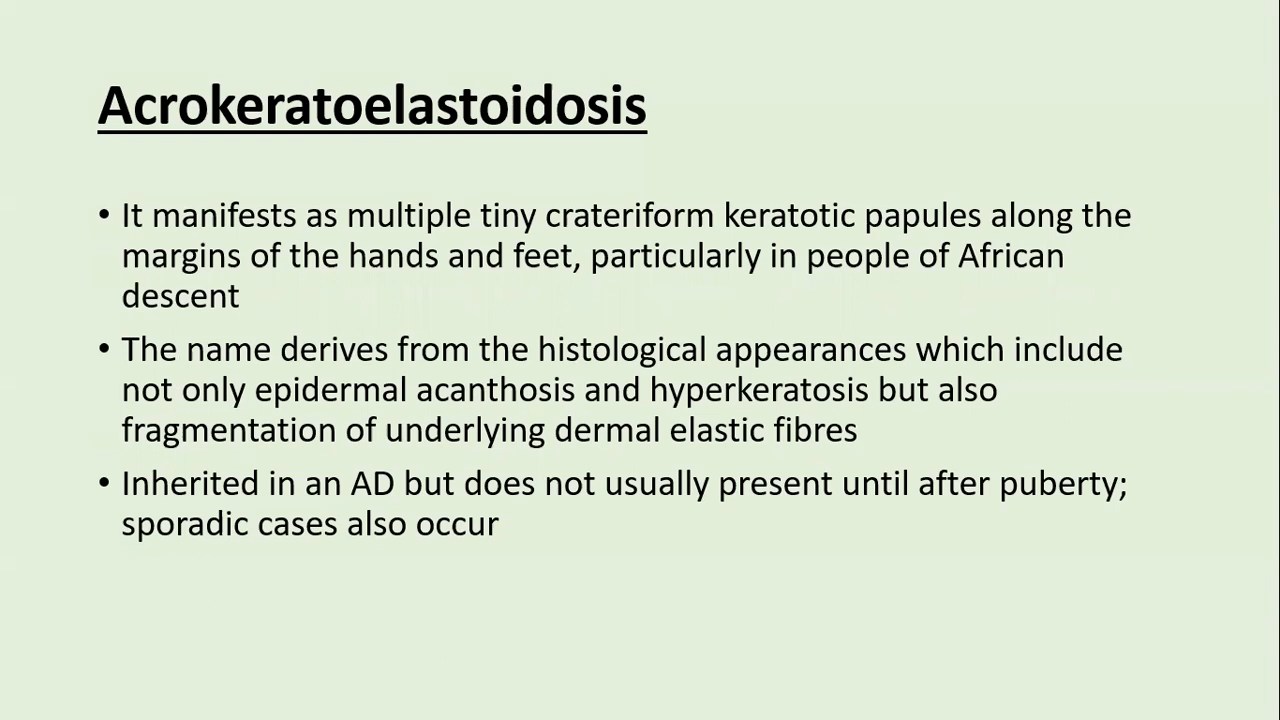 Acrokeratoelastoidosis
• It manifests as multiple tiny crateriform keratotic papules along the
margins of the hands and feet, particularly in people of African
descent
• The name derives from the histological appearances which include
not only epidermal acanthosis and hyperkeratosis but also
fragmentation of underlying dermal elastic fibres
• Inherited in an AD but does not usually present until after puberty;
sporadic cases also occur